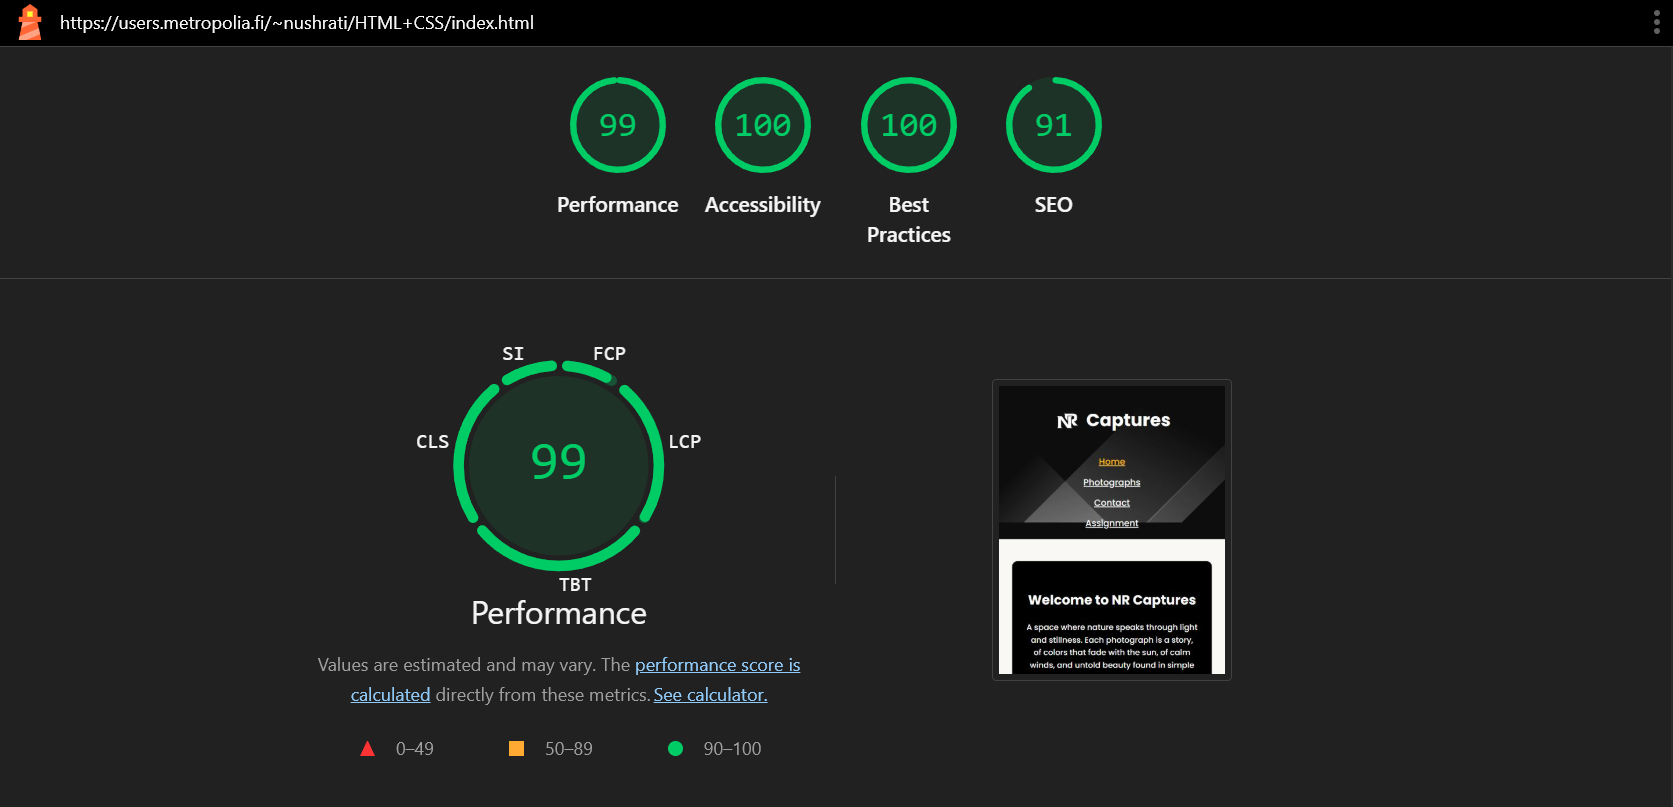 https://users.metropolia.fi/~nushrati/HTML+CSS/index.html
99
100
100
91
Performance
Accessibility
Best
Practices
SEO
SI
FCP
CLS
LCP
99
TBT
Performance
Values are estimated and may vary. The performance score is
calculated directly from these metrics. See calculator.
0–49
50–89
90–100
NR Captures
Home
Photographs
Contact
Assignment
Welcome to NR Captures
A space where nature speaks through light
and stillness. Each photograph is a story,
of colors that fade with the sun, of calm
winds, and untold beauty found in simple